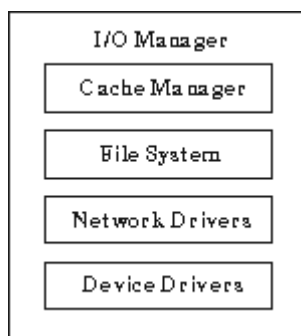 I/O Manager
Cache Manager
File System
Network Drivers
Device Drivers